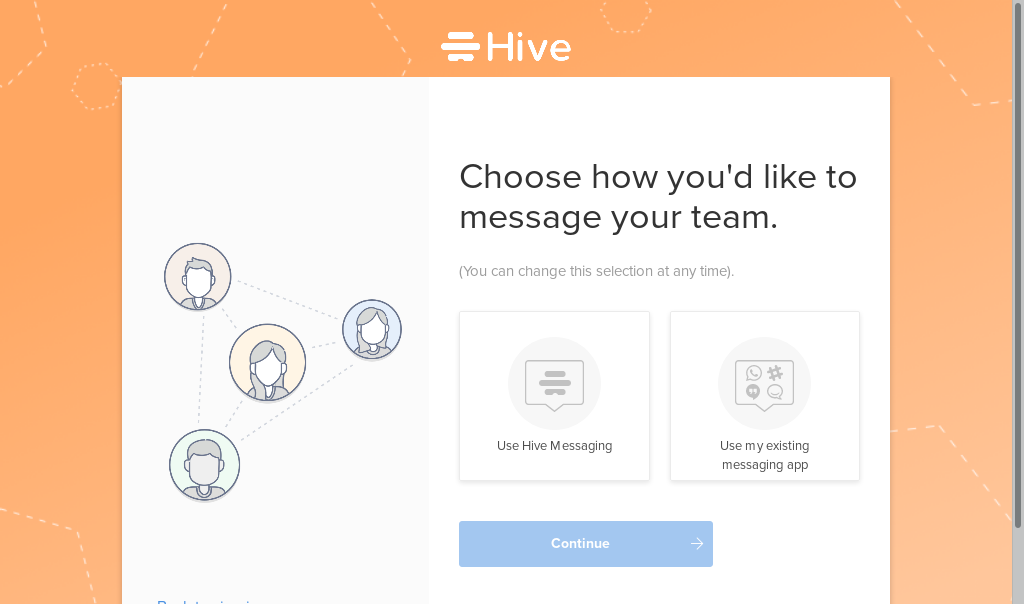 Hive
Choose how you'd like to
message your team.
(You can change this selection at any time).
Use Hive Messaging
Use my existing
messaging app
Continue